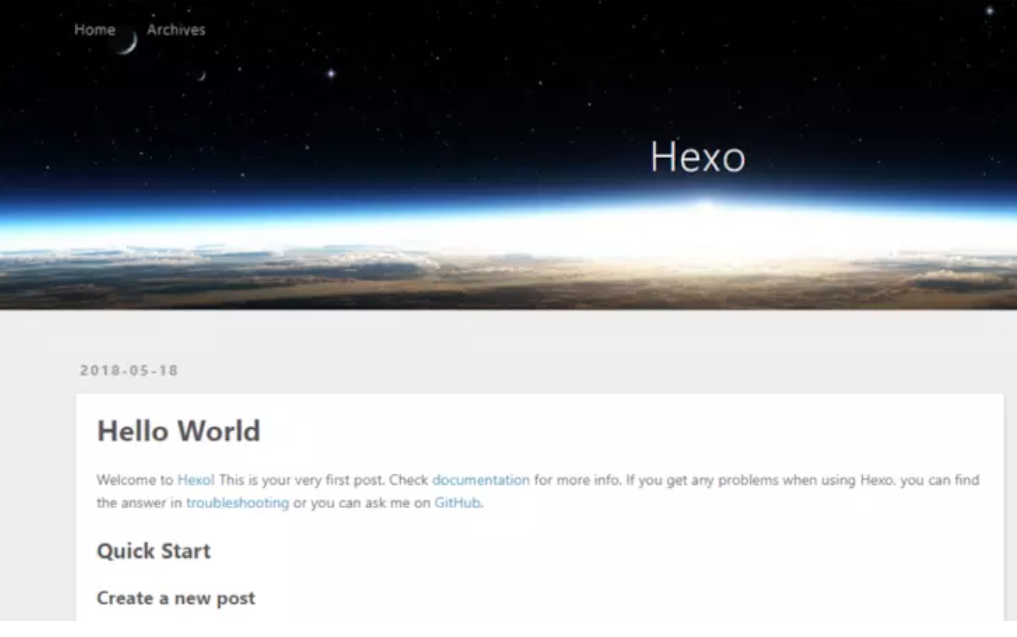 Home Archives
Hexo
2018-05-18
Hello World
Welcome to Hexo! This is your very first post. Check documentation for more info. If you get any problems when using Hexo, you can find
the answer in troubleshooting or you can ask me on GitHub.
Quick Start
Create a new post